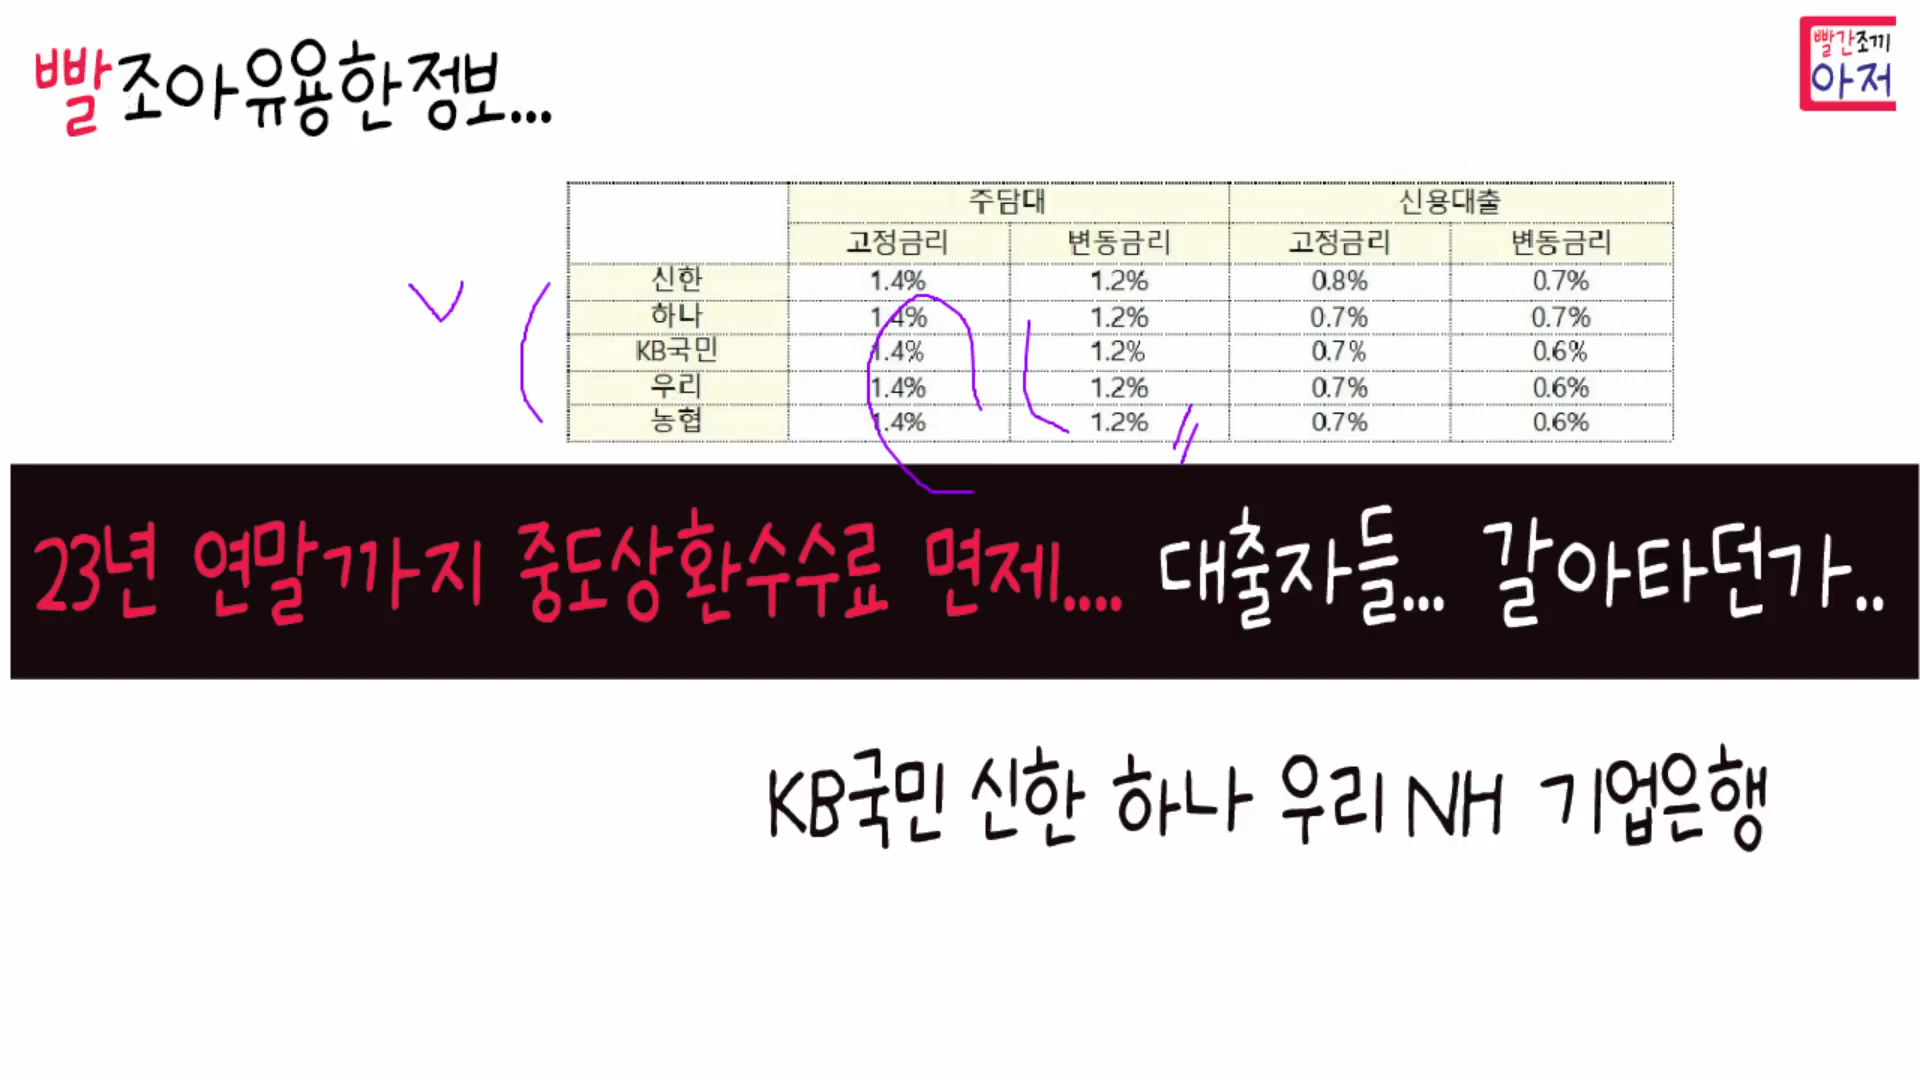 빨조아유용한정보...
빨간조끼
아저
주담대 신용대출
고정금리 변동금리 고정금리 변동금리
신한 1.4% 1.2% 0.8% 0.7%
하나 1.4% 1.2% 0.7% 0.7%
KB국민 1.4% 1.2% 0.7% 0.6%
우리 1.4% 1.2% 0.7% 0.6%
농협 1.4% 1.2% 0.7% 0.6%
23년 연말까지 중도상환수수료 면제.... 대출자들... 갈아타던가..
KB국민 신한 하나 우리 NH 기업은행